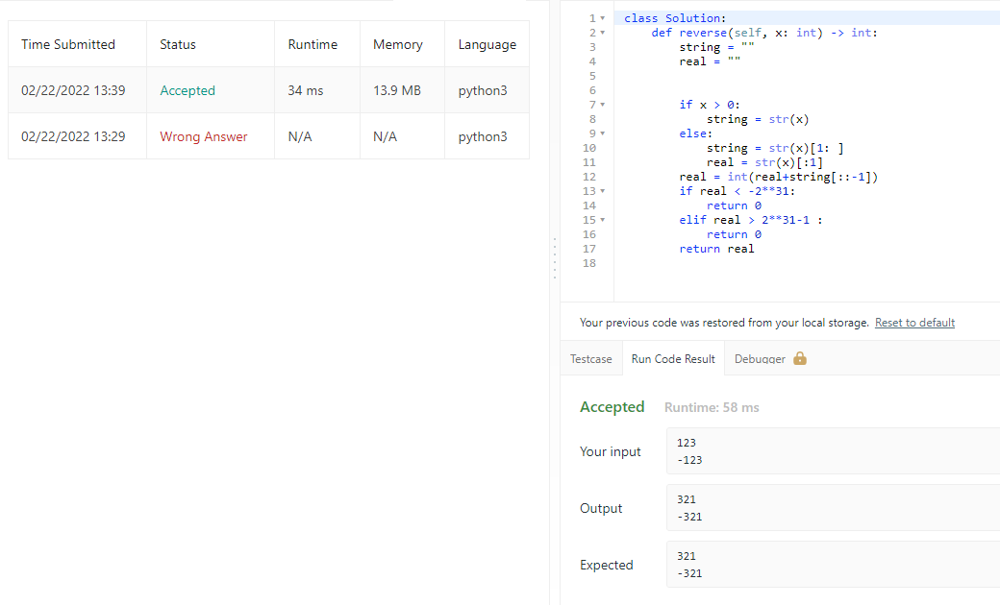 Time Submitted Status Runtime Memory Language
02/22/2022 13:39 Accepted 34 ms 13.9 MB python3
02/22/2022 13:29 Wrong Answer N/A N/A python3
1 class Solution:
2     def reverse(self, x: int) -> int:
3         string = ""
4         real = ""
5
6
7         if x > 0:
8             string = str(x)
9         else:
10             string = str(x)[1: ]
11             real = str(x)[:1]
12         real = int(real+string[::-1])
13         if real < -2**31:
14             return 0
15         elif real > 2**31-1 :
16             return 0
17         return real
18
Your previous code was restored from your local storage. Reset to default
Testcase Run Code Result Debugger
Accepted Runtime: 58 ms
Your input
123
-123
Output
321
-321
Expected
321
-321